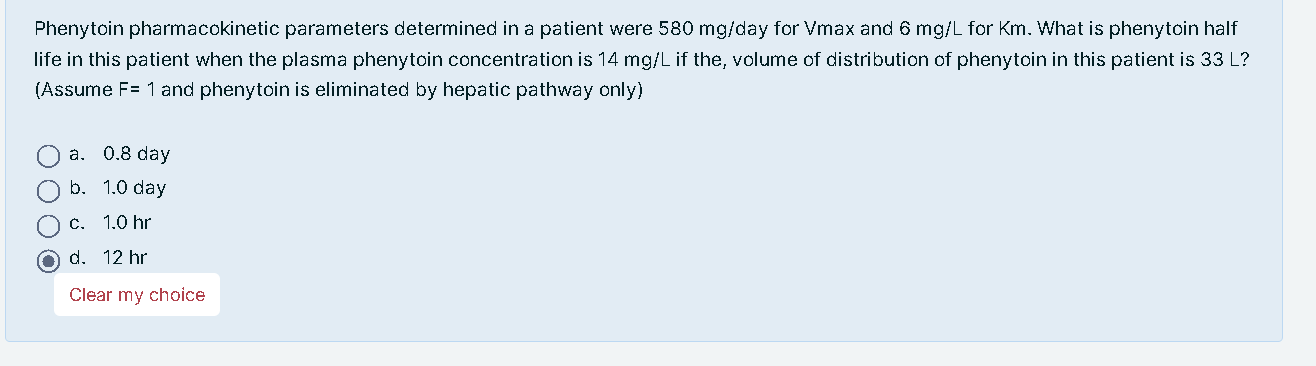 Phenytoin pharmacokinetic parameters determined in a patient were 580 mg/day for Vmax and 6 mg/L for Km. What is phenytoin half
life in this patient when the plasma phenytoin concentration is 14 mg/L if the, volume of distribution of phenytoin in this patient is 33 L?
(Assume F= 1 and phenytoin is eliminated by hepatic pathway only)
a. 0.8 day
b. 1.0 day
c. 1.0 hr
d. 12 hr
Clear my choice